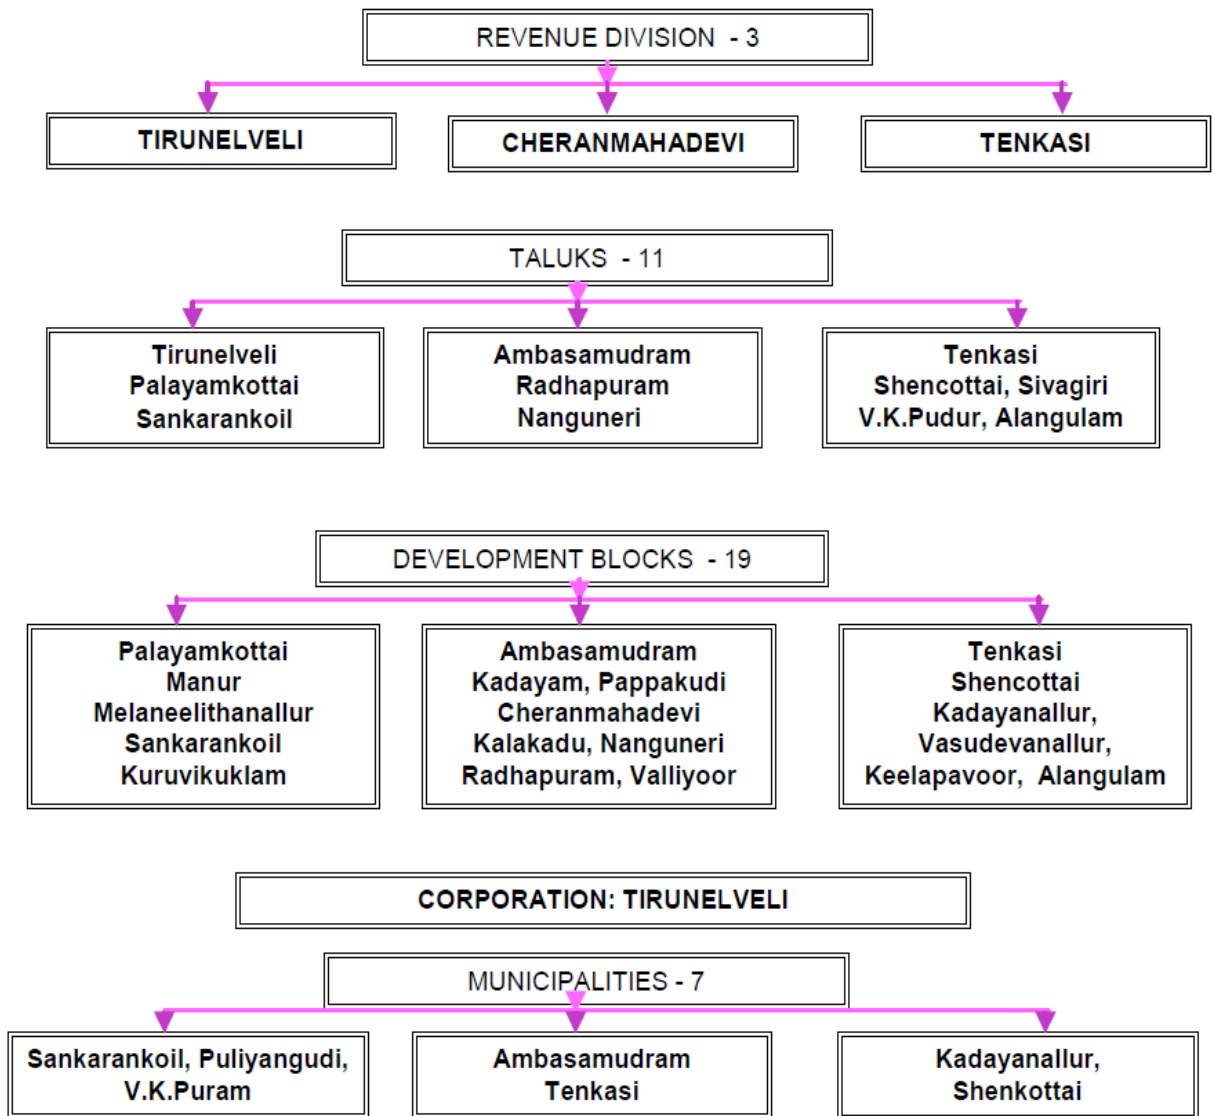 REVENUE DIVISION - 3
TIRUNELVELI
CHERANMAHADEVI
TENKASI
TALUKS - 11
Tirunelveli
Palayamkottai
Sankarankoil
Ambasamudram
Radhapuram
Nanguneri
Tenkasi
Shencottai, Sivagiri
V.K.Pudur, Alangulam
DEVELOPMENT BLOCKS - 19
Palayamkottai
Manur
Melaneelithanallur
Sankarankoil
Kuruvikuklam
Ambasamudram
Kadayam, Pappakudi
Cheranmahadevi
Kalakadu, Nanguneri
Radhapuram, Valliyoor
Tenkasi
Shencottai
Kadayanallur,
Vasudevanallur,
Keelapavoor, Alangulam
CORPORATION: TIRUNELVELI
MUNICIPALITIES - 7
Sankarankoil, Puliyangudi,
V.K.Puram
Ambasamudram
Tenkasi
Kadayanallur,
Shenkottai